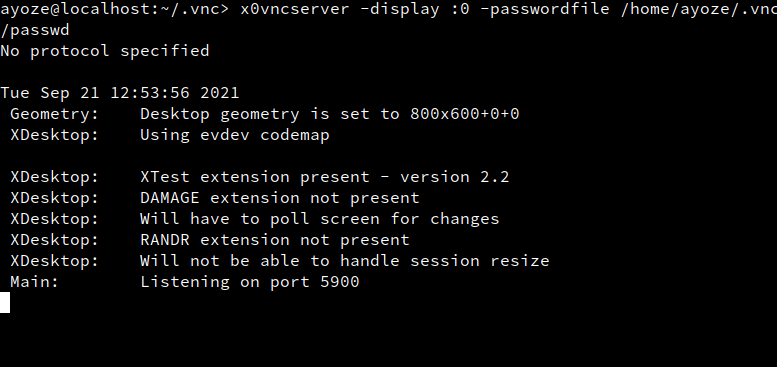 ayoze@localhost:~/.vnc> x0vncserver -display :0 -passwordfile /home/ayoze/.vnc
/passwd
No protocol specified

Tue Sep 21 12:53:56 2021
 Geometry:    Desktop geometry is set to 800x600+0+0
 XDesktop:    Using evdev codemap

 XDesktop:    XTest extension present - version 2.2
 XDesktop:    DAMAGE extension not present
 XDesktop:    Will have to poll screen for changes
 XDesktop:    RANDR extension not present
 XDesktop:    Will not be able to handle session resize
 Main:        Listening on port 5900